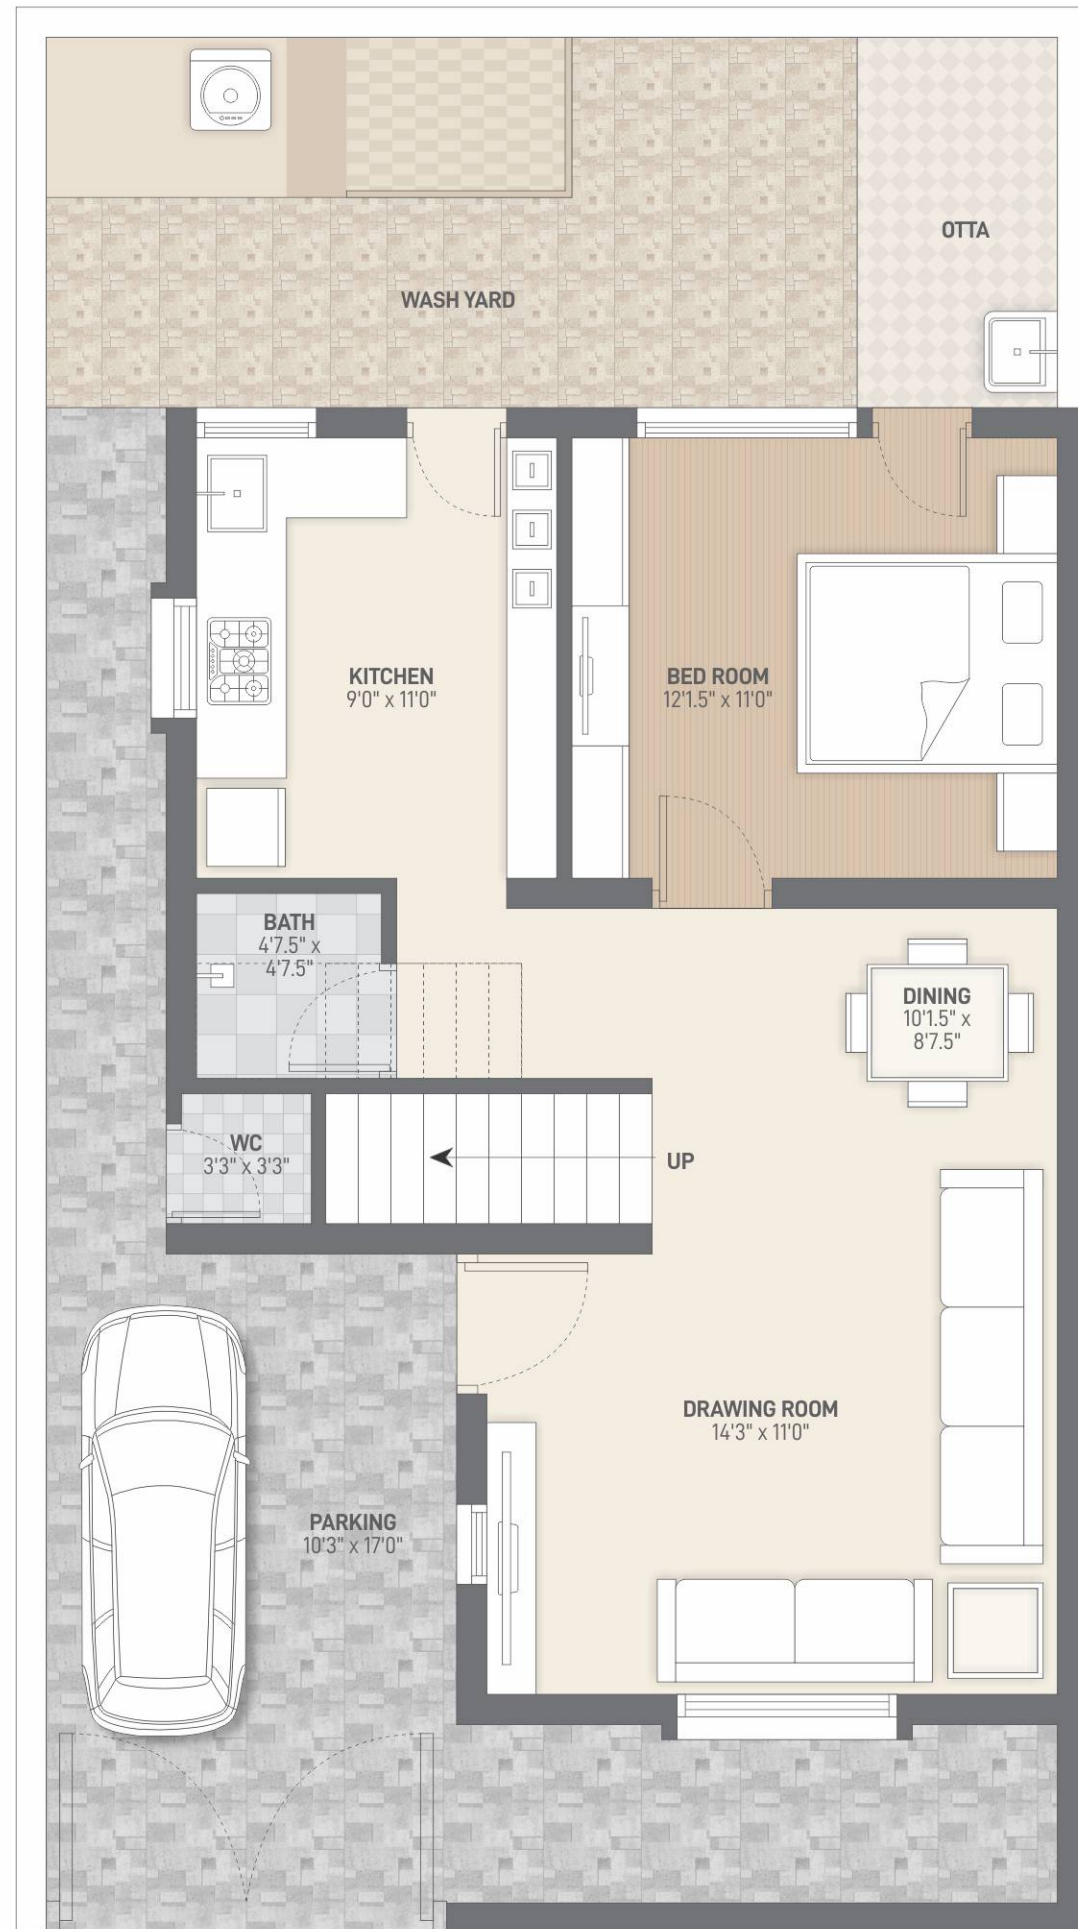 OTTA
WASH YARD
KITCHEN
9'0" x 11'0"
BED ROOM
12'1.5" x 11'0"
BATH
4'7.5" x
4'7.5"
DINING
10'1.5" x
8'7.5"
WC
3'3" x 3'3"
UP
DRAWING ROOM
14'3" x 11'0"
PARKING
10'3" x 17'0"